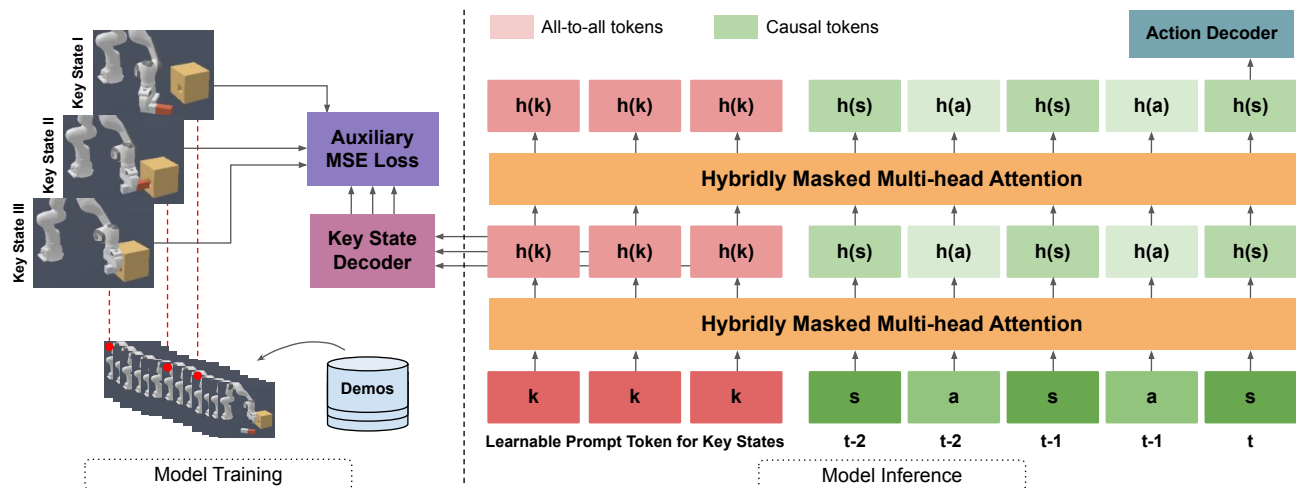 Key State I
Key State II
Key State III
Auxiliary
MSE Loss
Key State
Decoder
Demos
Model Training
All-to-all tokens
Causal tokens
Action Decoder
h(k) h(k) h(k) h(s) h(a) h(s) h(a) h(s)
Hybridly Masked Multi-head Attention
h(k) h(k) h(k) h(s) h(a) h(s) h(a) h(s)
Hybridly Masked Multi-head Attention
k k k s a s a s
Learnable Prompt Token for Key States t-2 t-2 t-1 t-1 t
Model Inference